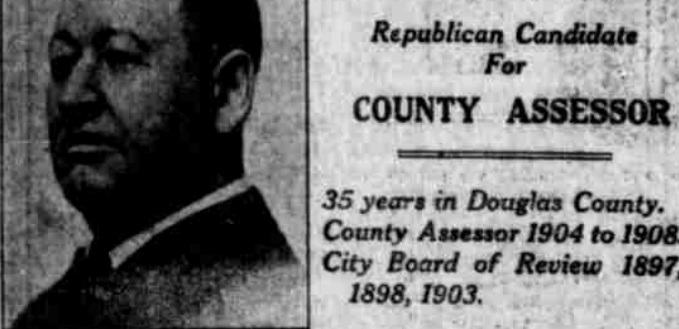 Republican Candidate
For
COUNTY ASSESSOR
35 years in Douglas County.
County Assessor 1904 to 1908.
City Board of Review 1897,
1898, 1903.